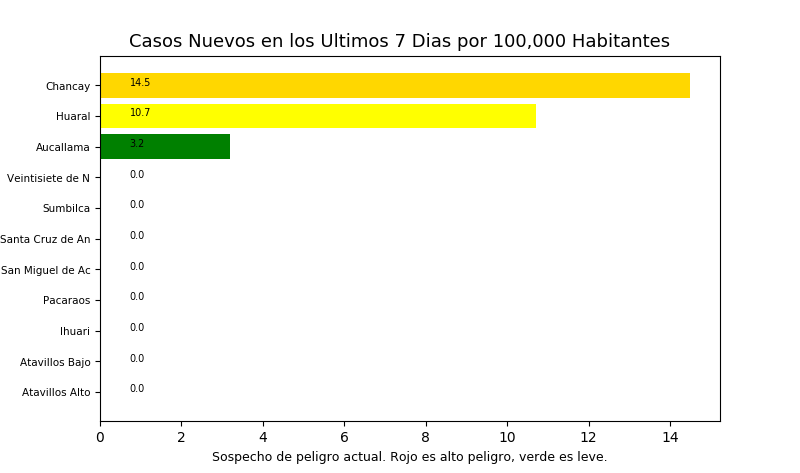 Casos Nuevos en los Ultimos 7 Dias por 100,000 Habitantes
Chancay 14.5
Huaral 10.7
Aucallama 3.2
Veintisiete de N 0.0
Sumbilca 0.0
Santa Cruz de An 0.0
San Miguel de Ac 0.0
Pacaraos 0.0
Ihuari 0.0
Atavillos Bajo 0.0
Atavillos Alto 0.0
0 2 4 6 8 10 12 14
Sospecho de peligro actual. Rojo es alto peligro, verde es leve.